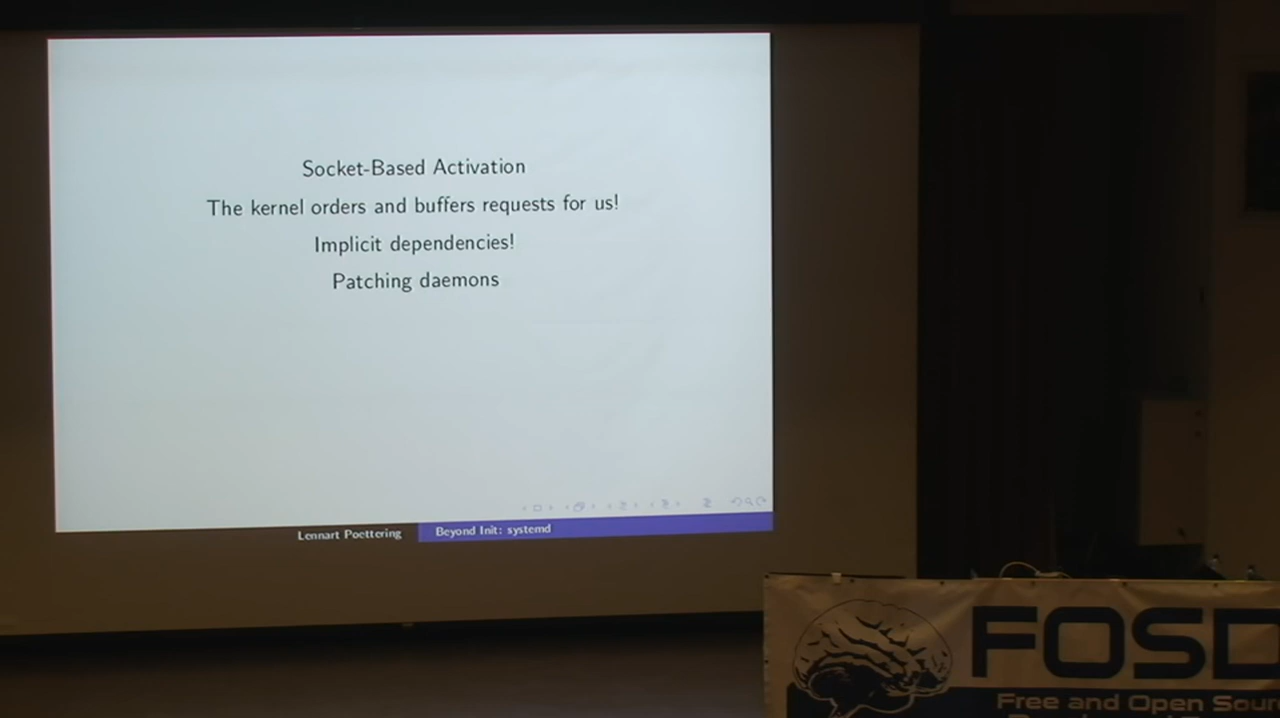 Socket-Based Activation
The kernel orders and buffers requests for us!
Implicit dependencies!
Patching daemons
Lennart Poettering
Beyond Init: systemd
FOSD
Free and Open Sour